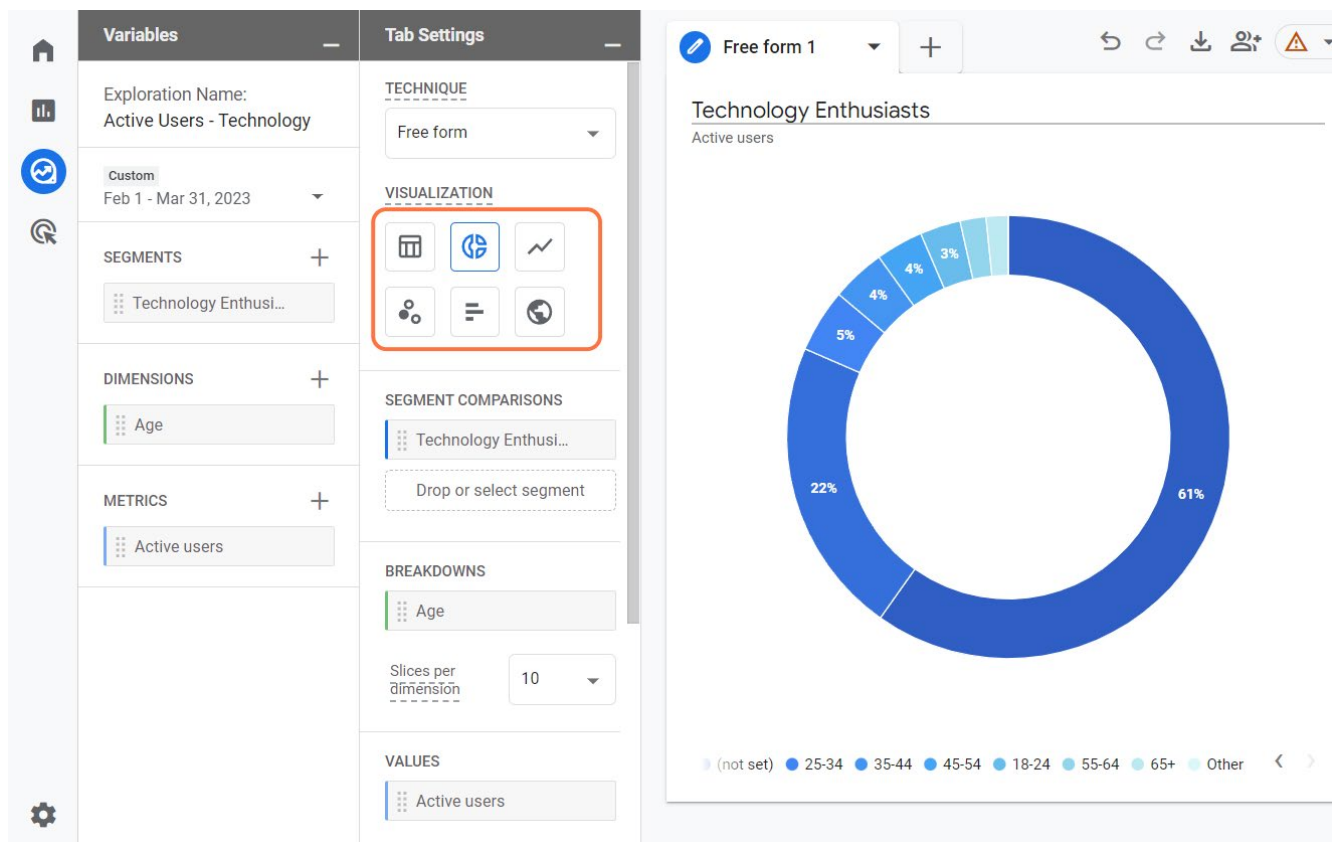 Variables
Exploration Name:
Active Users - Technology
Custom
Feb 1 - Mar 31, 2023
SEGMENTS
Technology Enthusi...
DIMENSIONS
Age
METRICS
Active users
Tab Settings
TECHNIQUE
Free form
VISUALIZATION
SEGMENT COMPARISONS
Technology Enthusi...
Drop or select segment
BREAKDOWNS
Age
Slices per
dimension
10
VALUES
Active users
Free form 1
Technology Enthusiasts
Active users
3%
4%
4%
5%
22%
61%
(not set) 25-34 35-44 45-54 18-24 55-64 65+ Other